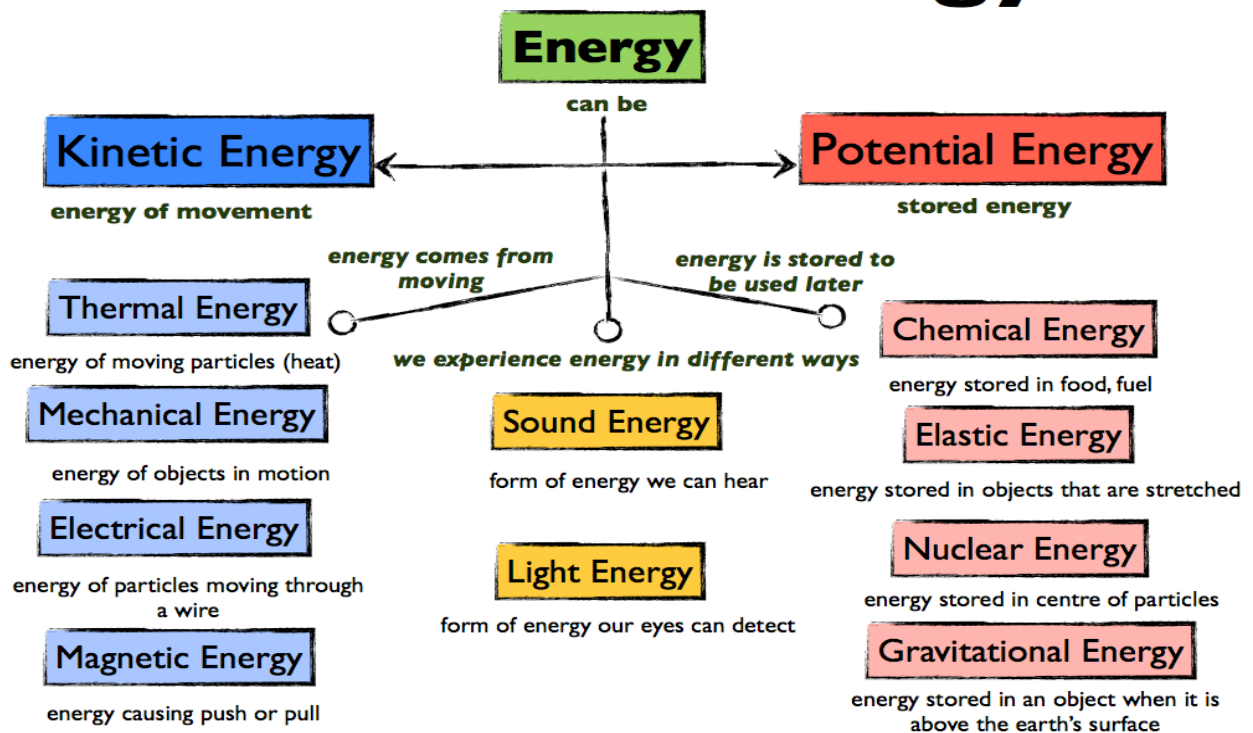 Energy
can be
Kinetic Energy
energy of movement
Potential Energy
stored energy
energy comes from
moving
energy is stored to
be used later
we experience energy in different ways
Thermal Energy
energy of moving particles (heat)
Mechanical Energy
energy of objects in motion
Electrical Energy
energy of particles moving through
a wire
Magnetic Energy
energy causing push or pull
Sound Energy
form of energy we can hear
Light Energy
form of energy our eyes can detect
Chemical Energy
energy stored in food, fuel
Elastic Energy
energy stored in objects that are stretched
Nuclear Energy
energy stored in centre of particles
Gravitational Energy
energy stored in an object when it is
above the earth's surface